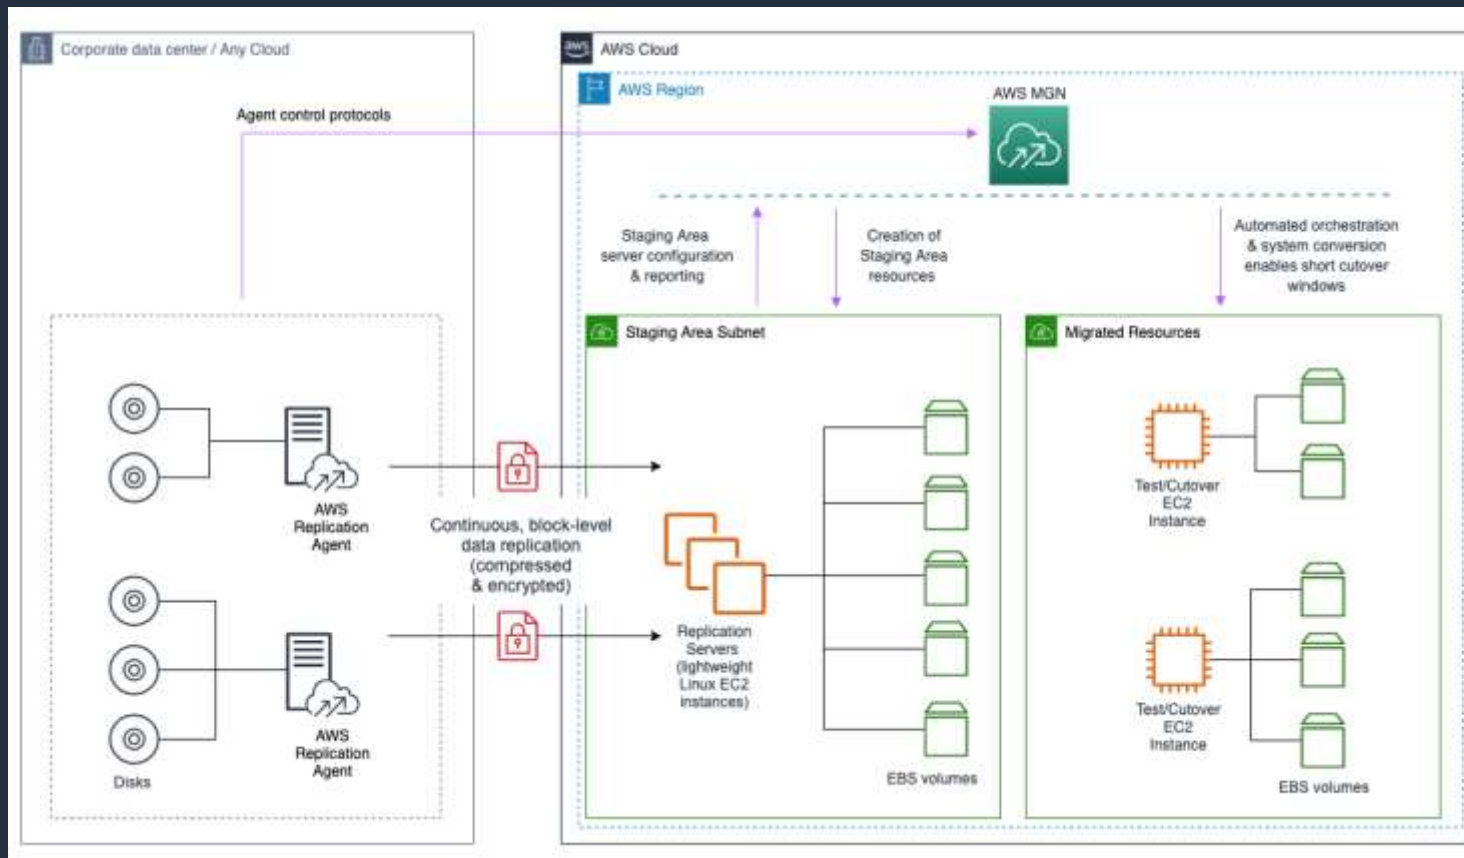 Corporate data center / Any Cloud
aws
AWS Cloud
AWS Region
AWS MGN
Agent control protocols
Staging Area
server configuration
& reporting
Creation of
Staging Area
resources
Automated orchestration
& system conversion
enables short cutover
windows
Staging Area Subnet
Migrated Resources
AWS
Replication
Agent
Continuous, block-level
data replication
(compressed
& encrypted)
Test/Cutover
EC2
Instance
Replication
Servers
(lightweight
Linux EC2
instances)
Test/Cutover
EC2
Instance
AWS
Replication
Agent
Disks
EBS volumes
EBS volumes